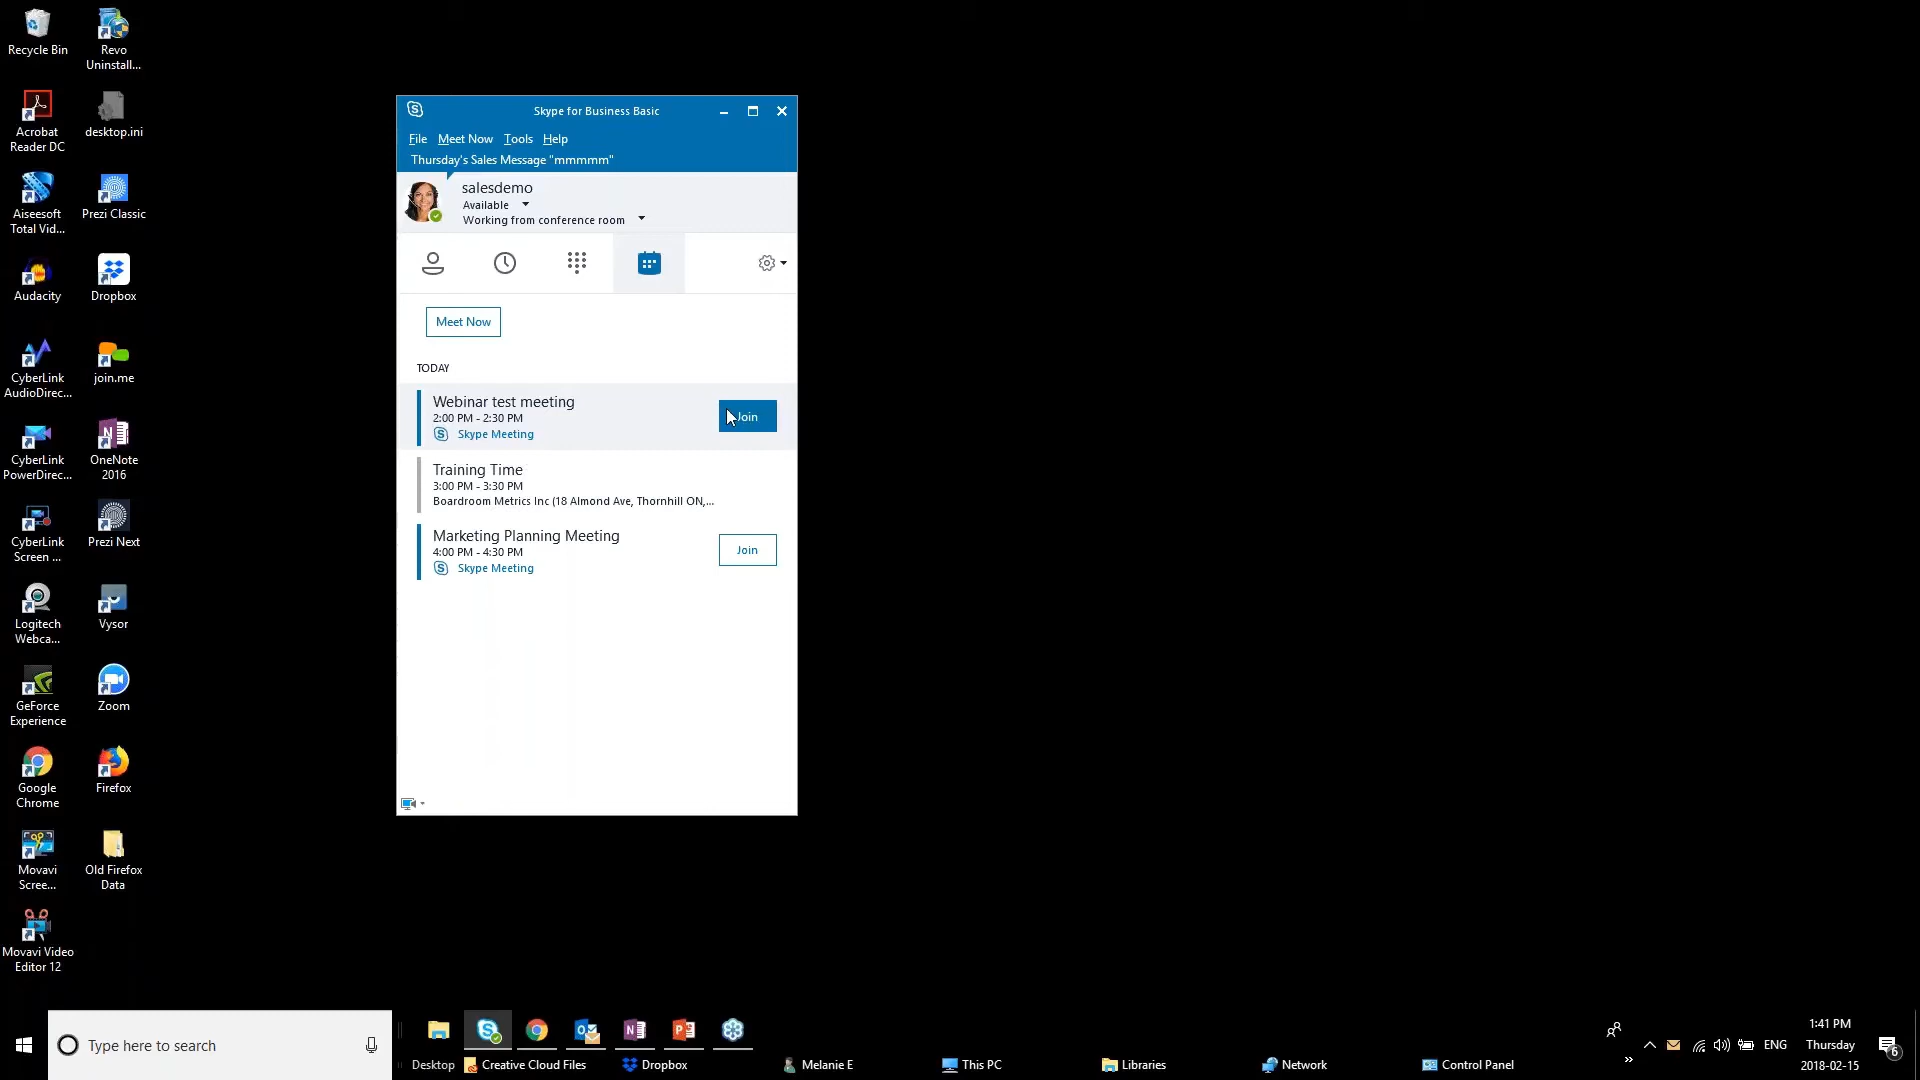 Recycle Bin
Revo
Uninstall...
Acrobat
Reader DC
desktop.ini
Aiseesoft
Total Vid...
Prezi Classic
Audacity
Dropbox
CyberLink
AudioDirec...
join.me
CyberLink
PowerDirec...
OneNote
2016
CyberLink
Screen ...
Prezi Next
Logitech
Webca...
Vysor
GeForce
Experience
Zoom
Google
Chrome
Firefox
Movavi
Scree...
Old Firefox
Data
Movavi Video
Editor 12
Skype for Business Basic
File Meet Now Tools Help
Thursday's Sales Message "mmmmm"
salesdemo
Available
Working from conference room
Meet Now
TODAY
Webinar test meeting
2:00 PM - 2:30 PM
Skype Meeting
Join
Training Time
3:00 PM - 3:30 PM
Boardroom Metrics Inc (18 Almond Ave, Thornhill ON,...
Marketing Planning Meeting
4:00 PM - 4:30 PM
Skype Meeting
Join
Type here to search
Desktop Creative Cloud Files Dropbox Melanie E This PC Libraries Network Control Panel
ENG
1:41 PM
Thursday
2018-02-15
6